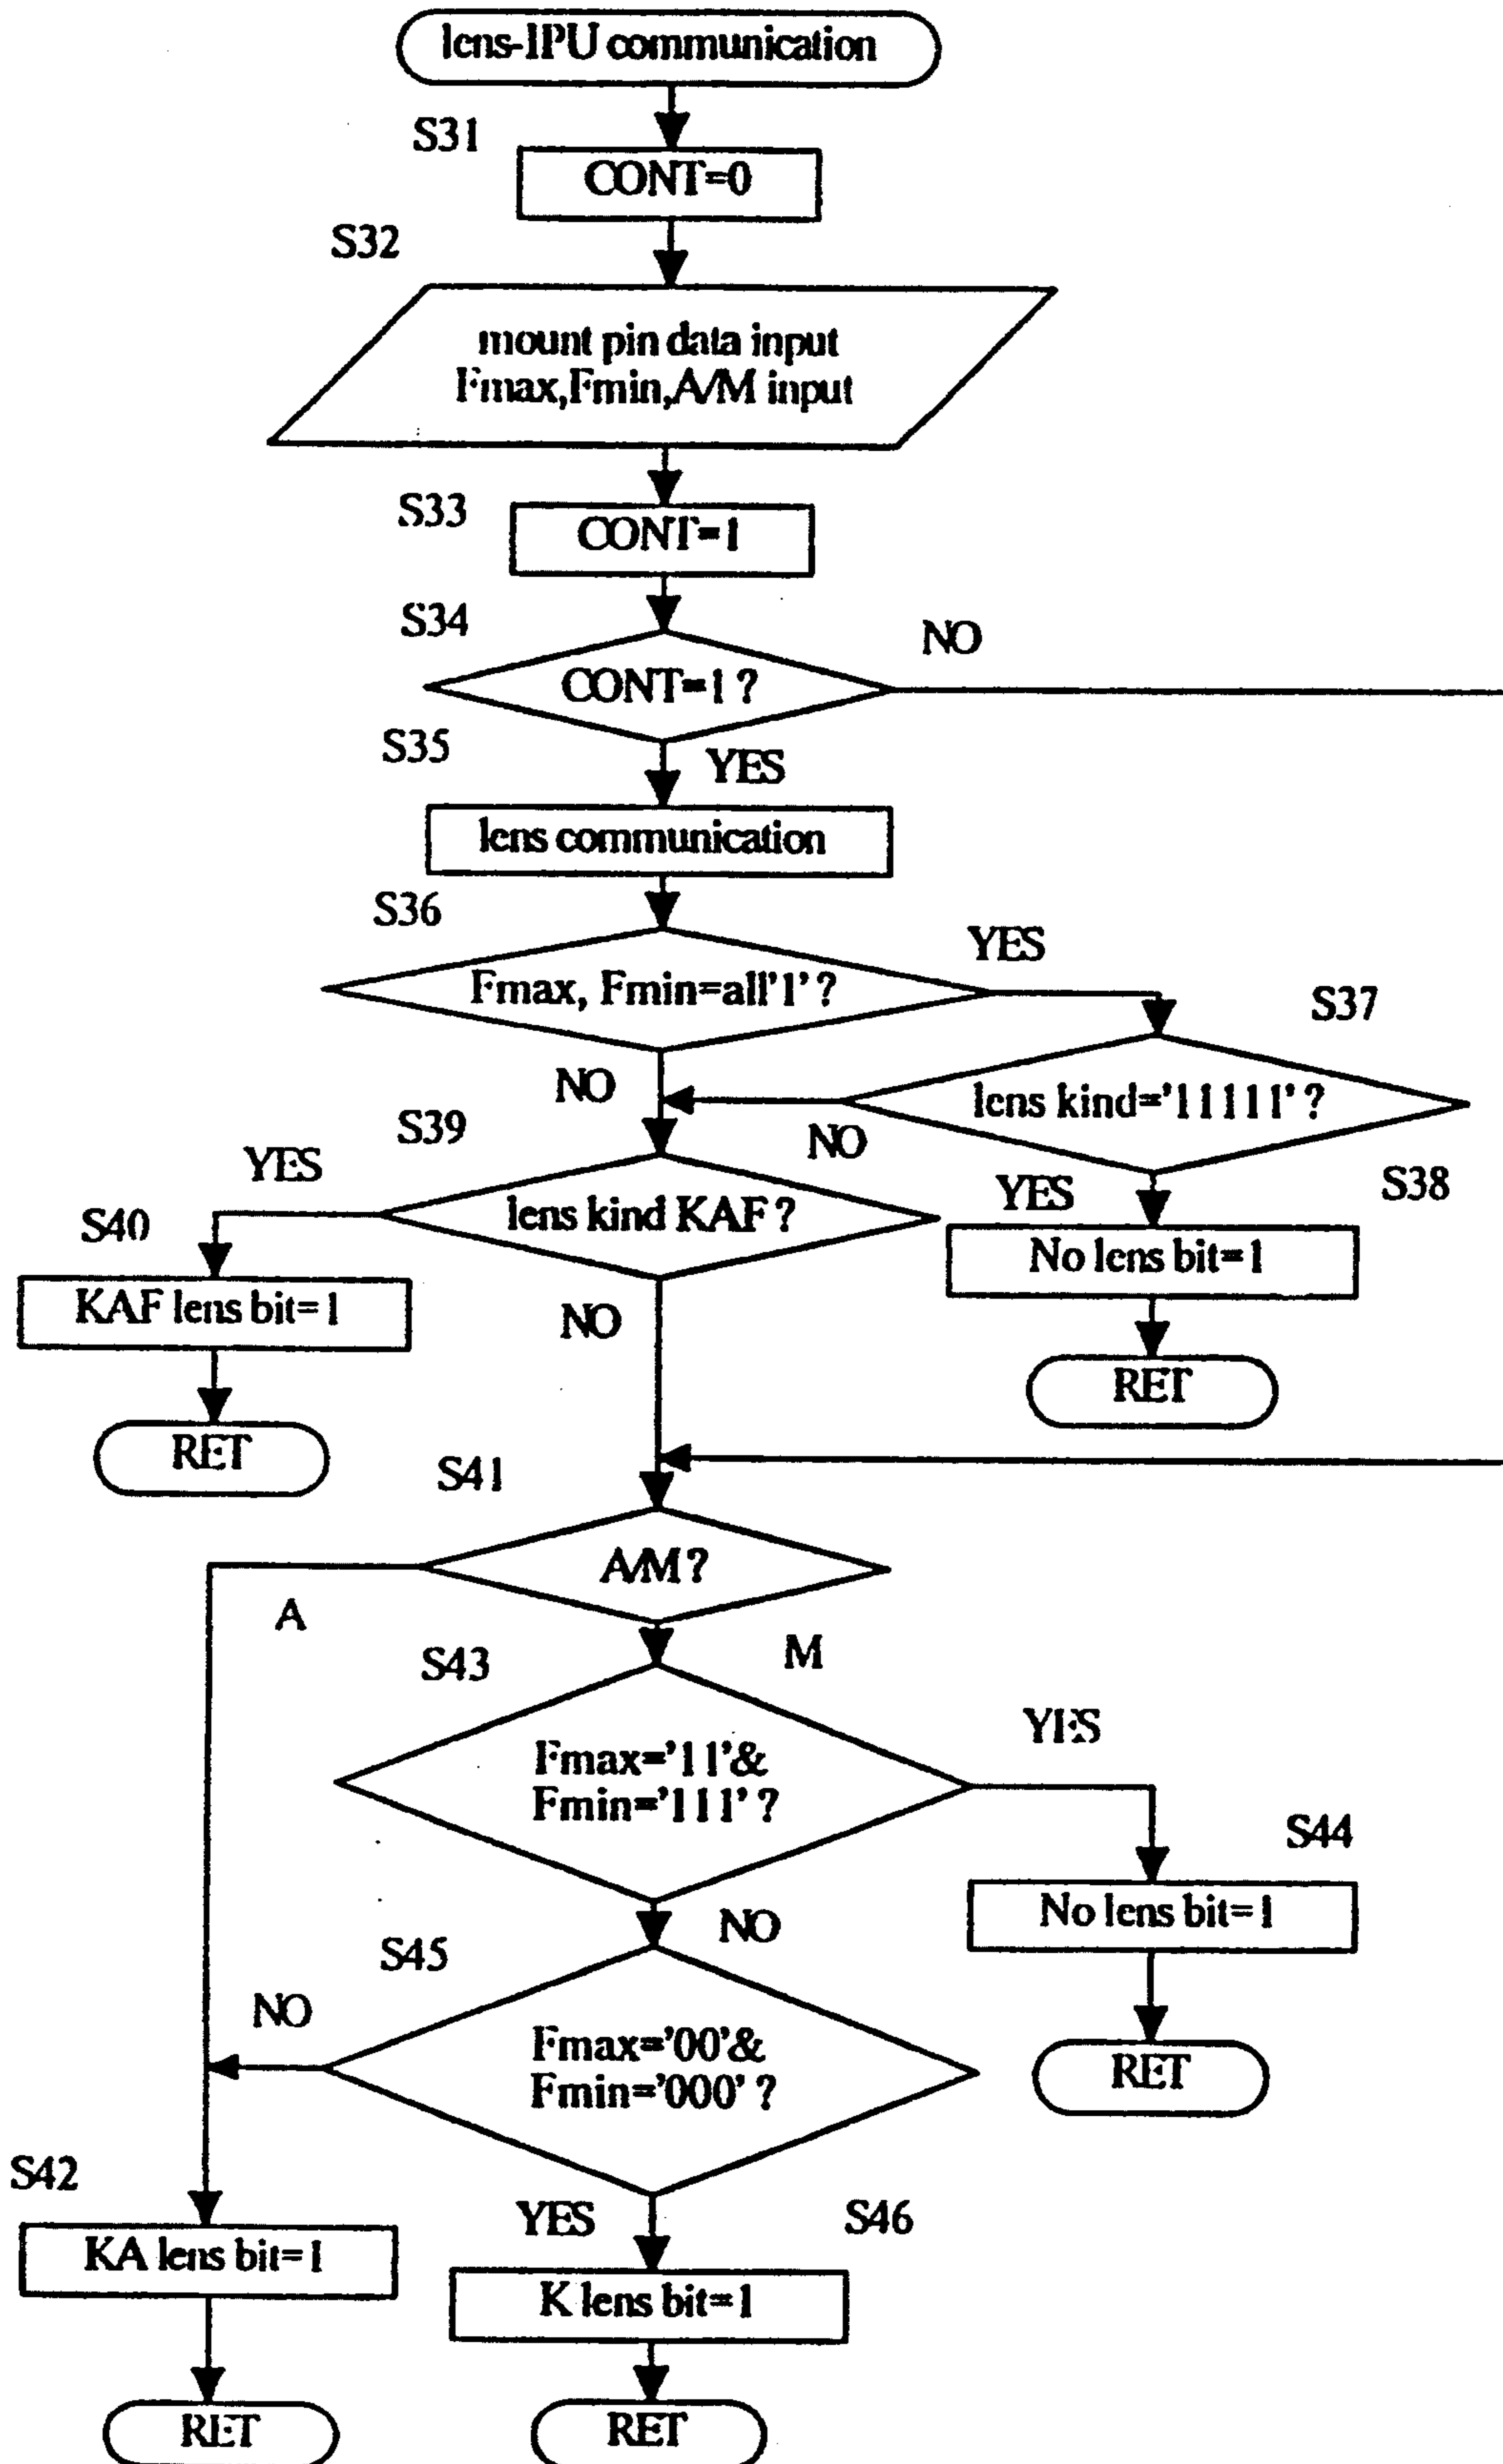 lens-IPU communication
S31
CONT=0
S32
mount pin data input
Fmax,Fmin,A/M input
S33
CONT=1
S34
NO
CONT=1 ?
S35
YES
lens communication
S36
YES
Fmax, Fmin=all'1' ?
S37
NO
lens kind='11111' ?
S39
NO
YES
YES
S38
S40
lens kind KAF ?
No lens bit=1
KAF lens bit=1
NO
RET
RET
S41
A/M ?
A
M
S43
YES
Fmax='11'&
Fmin='111' ?
S44
No lens bit=1
NO
S45
NO
Fmax='00'&
Fmin='000' ?
RET
S42
YES
S46
KA lens bit=1
K lens bit=1
RET
RET